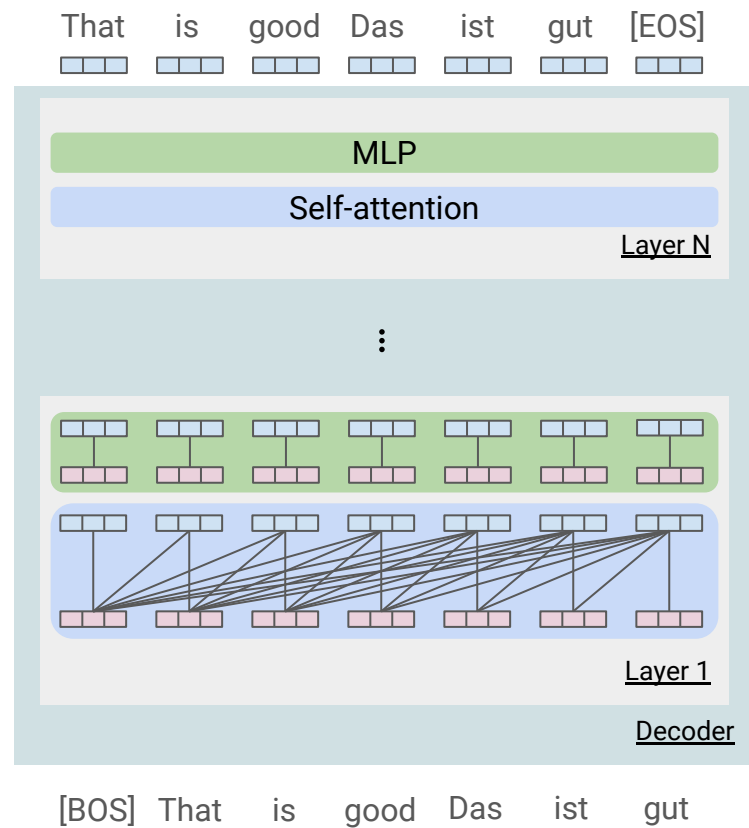 That is good Das ist gut [EOS]
MLP
Self-attention
Layer N
Layer 1
Decoder
[BOS] That is good Das ist gut